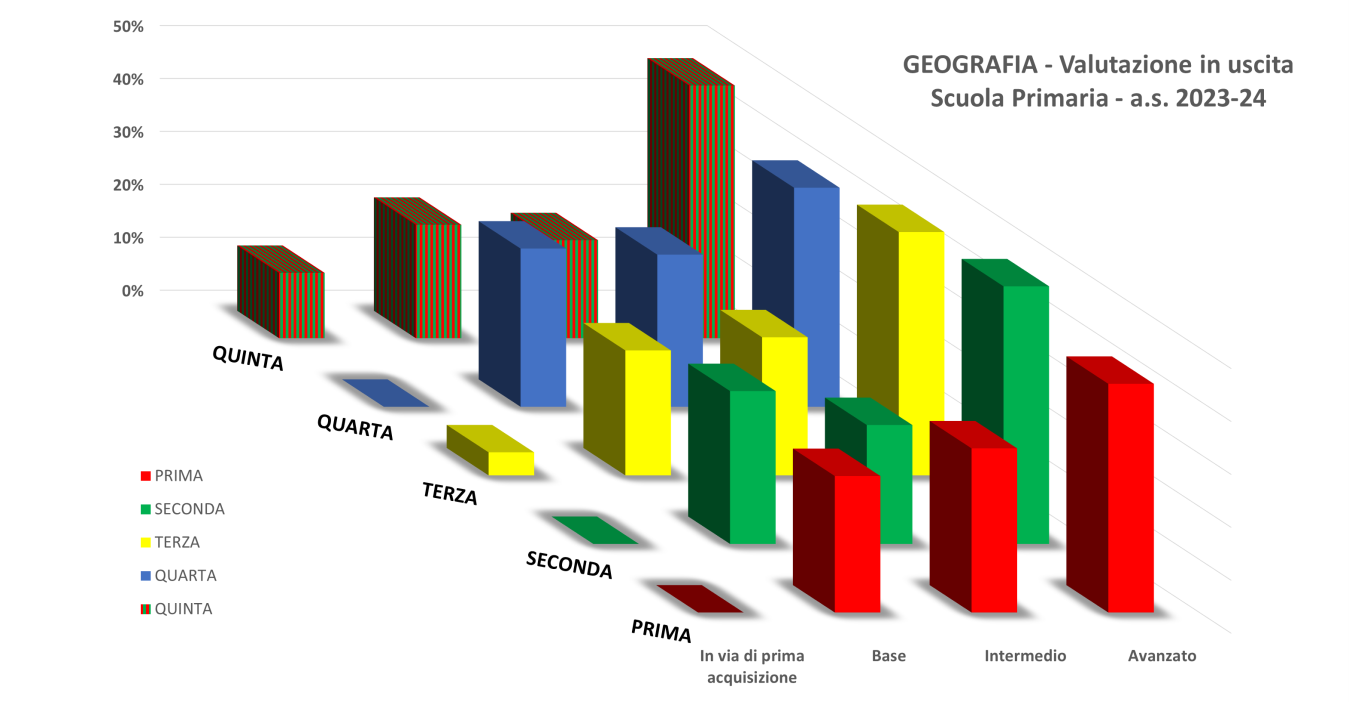 50%
GEOGRAFIA - Valutazione in uscita
Scuola Primaria - a.s. 2023-24
40%
30%
20%
10%
0%
QUINTA
QUARTA
TERZA
SECONDA
PRIMA
PRIMA
SECONDA
TERZA
QUARTA
QUINTA
In via di prima
acquisizione
Base
Intermedio
Avanzato